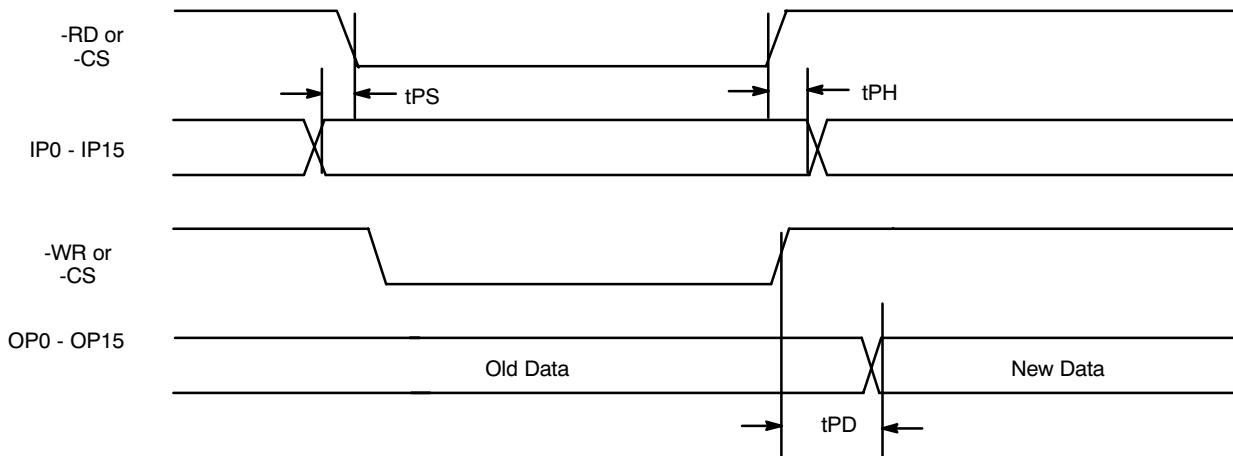 -RD or
-CS
tPS
tPH
IP0 - IP15
-WR or
-CS
OP0 - OP15
Old Data
New Data
tPD